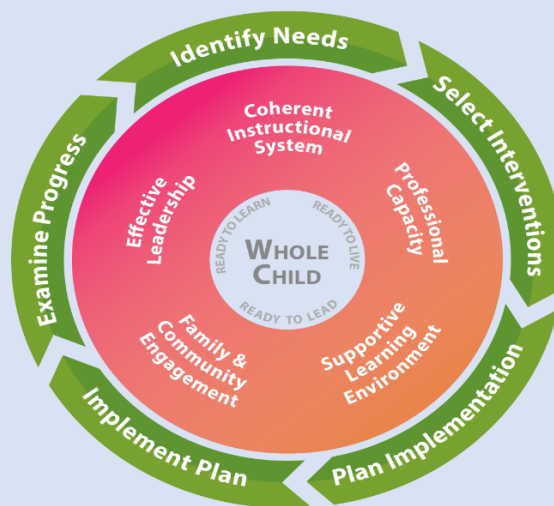 Identify Needs
Select Interventions
Plan Implementation
Implement Plan
Examine Progress
Coherent
Instructional
System
Professional
Capacity
Supportive
Learning
Environment
Family &
Community
Engagement
Effective
Leadership
READY TO LEARN
READY TO LIVE
READY TO LEAD
WHOLE
CHILD